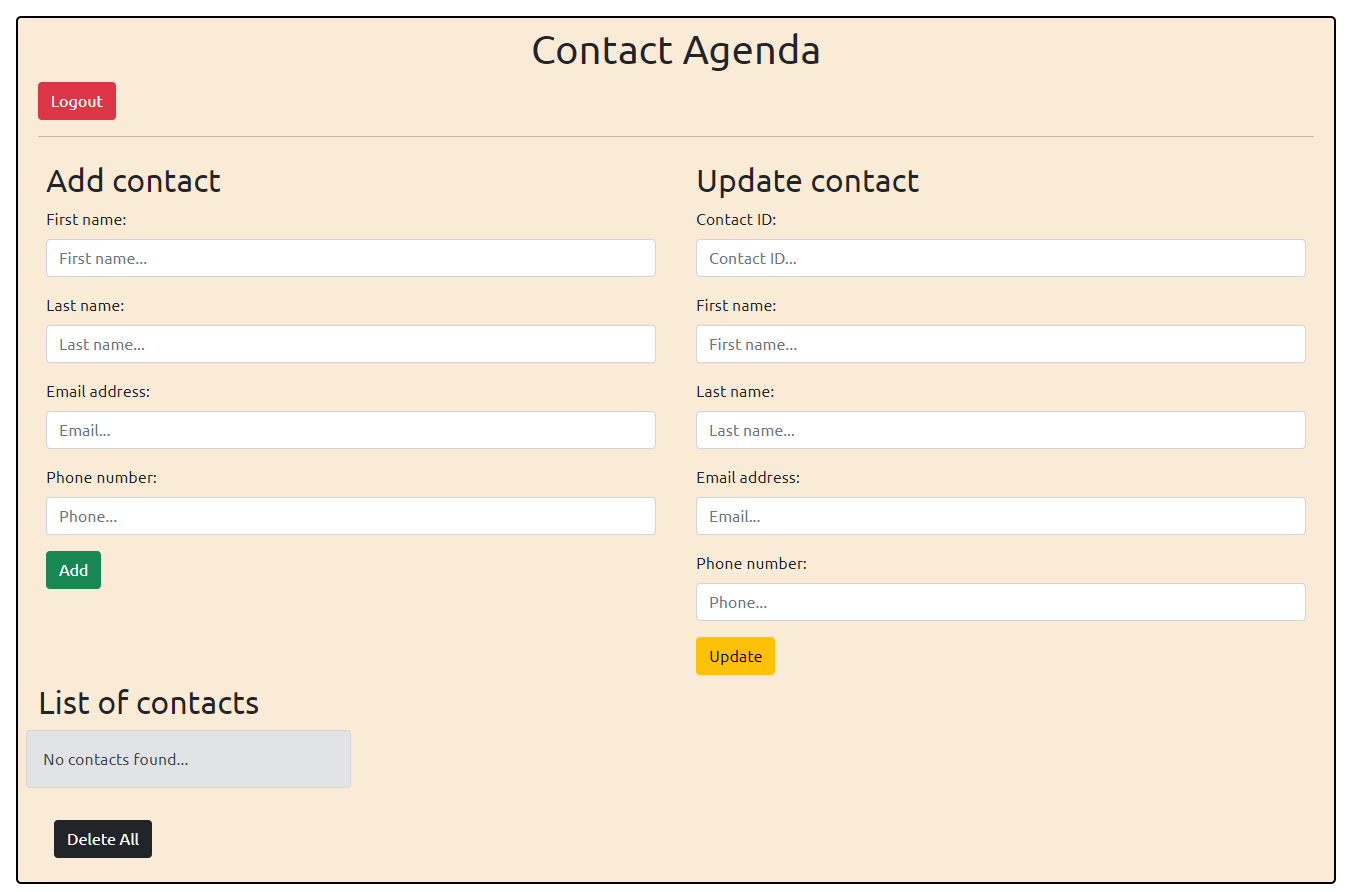 Contact Agenda
Logout
Add contact
First name:
First name...
Last name:
Last name...
Email address:
Email...
Phone number:
Phone...
Add
Update contact
Contact ID:
Contact ID...
First name:
First name...
Last name:
Last name...
Email address:
Email...
Phone number:
Phone...
Update
List of contacts
No contacts found...
Delete All